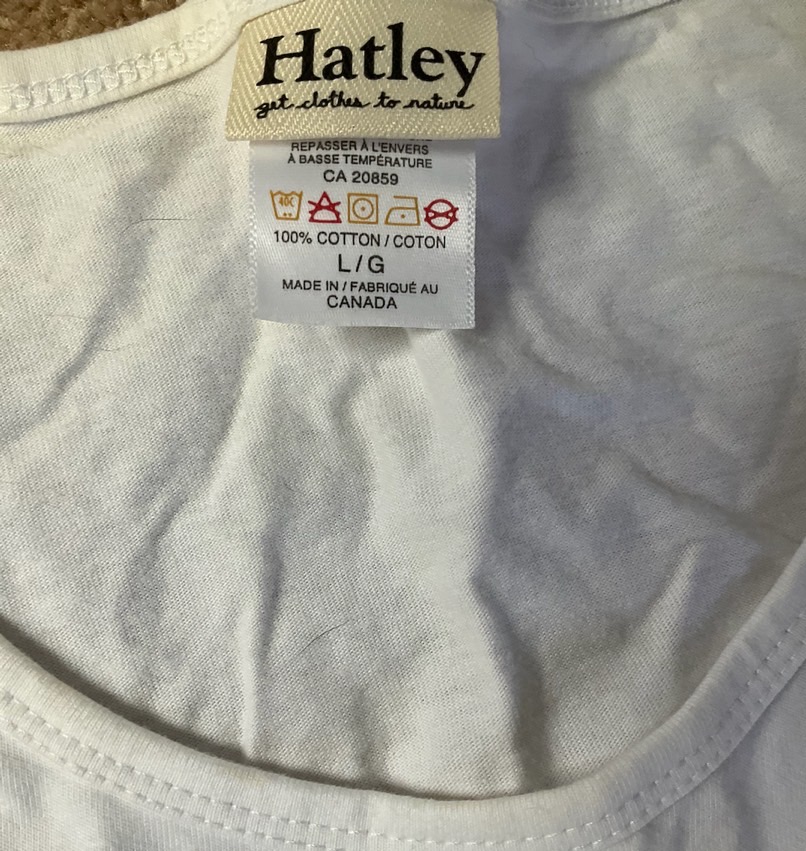 Hatley
get clothes to nature
REPASSER À L'ENVERS
À BASSE TEMPÉRATURE
CA 20859
40C
100% COTTON / COTON
L / G
MADE IN / FABRIQUÉ AU
CANADA